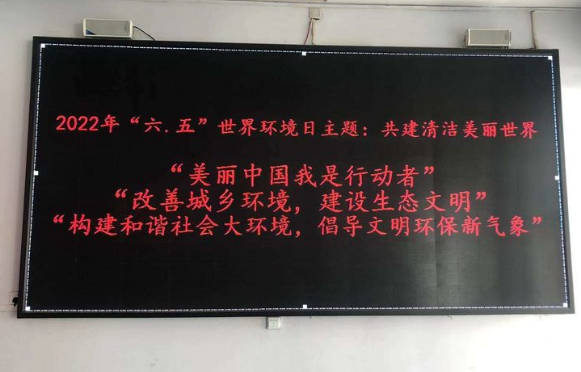 2022年“六.五”世界环境日主题：共建清洁美丽世界
“美丽中国我是行动者”
“改善城乡环境，建设生态文明”
“构建和谐社会大环境，倡导文明环保新气象”